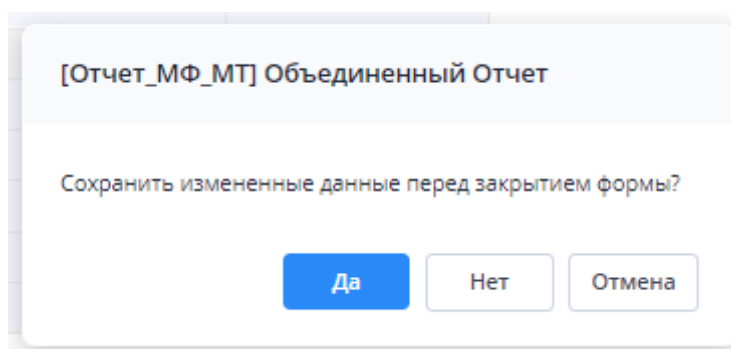 [Отчет_МФ_МТ] Объединенный Отчет
Сохранить измененные данные перед закрытием формы?
Да Нет Отмена